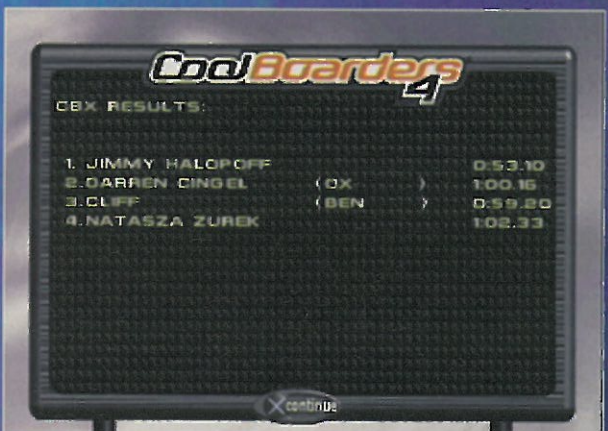 CoolBoarders 4
CBX RESULTS:
1. JIMMY HALOPOFF 0:53.10
2.DARREN CINGEL (OX ) 1:00.16
3.CLIFF (BEN ) 0:59.20
4.NATASZA ZUREK 1:02.33
X continue